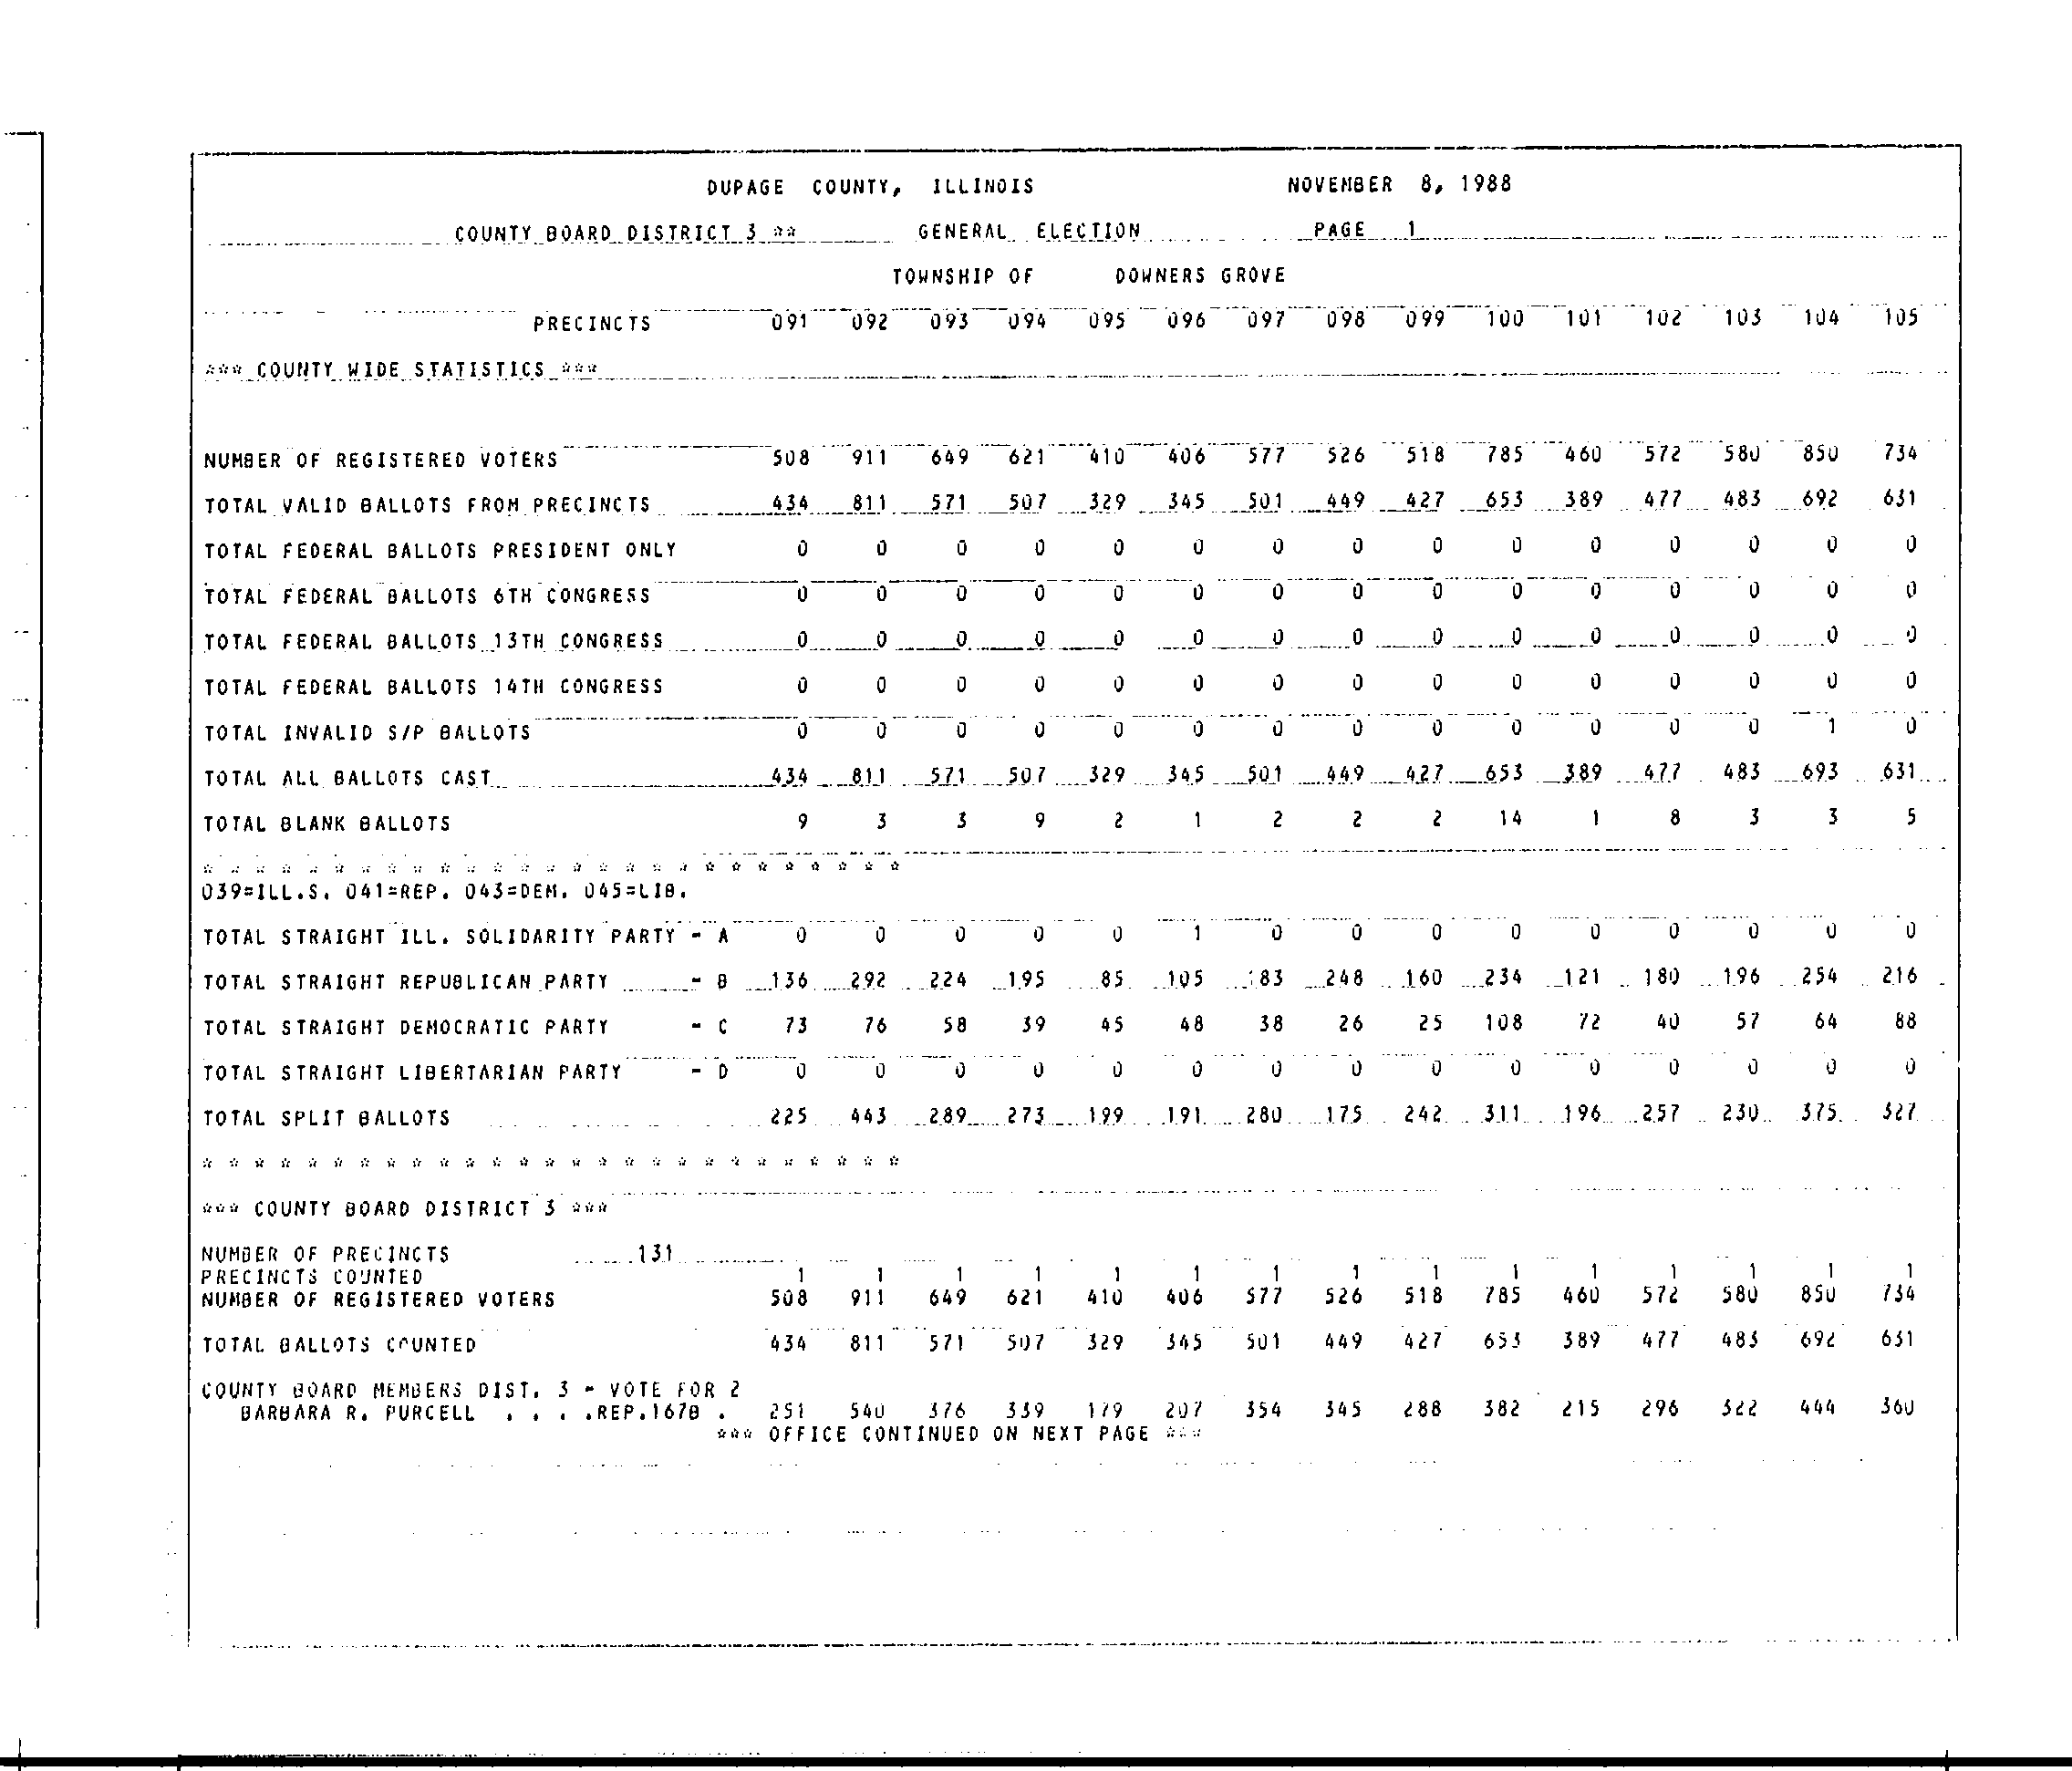 DUPAGE COUNTY, ILLINOIS NOVEMBER 8, 1988
COUNTY BOARD DISTRICT 3 ** GENERAL ELECTION PAGE 1
TOWNSHIP OF DOWNERS GROVE
PRECINCTS 091 092 093 094 095 096 097 098 099 100 101 102 103 104 105
*** COUNTY WIDE STATISTICS ***
NUMBER OF REGISTERED VOTERS 508 911 649 621 410 406 577 526 518 785 460 572 580 850 734
TOTAL VALID BALLOTS FROM PRECINCTS 434 811 571 507 329 345 501 449 427 653 389 477 483 692 631
TOTAL FEDERAL BALLOTS PRESIDENT ONLY 0 0 0 0 0 0 0 0 0 0 0 0 0 0 0
TOTAL FEDERAL BALLOTS 6TH CONGRESS 0 0 0 0 0 0 0 0 0 0 0 0 0 0 0
TOTAL FEDERAL BALLOTS 13TH CONGRESS 0 0 0 0 0 0 0 0 0 0 0 0 0 0 0
TOTAL FEDERAL BALLOTS 14TH CONGRESS 0 0 0 0 0 0 0 0 0 0 0 0 0 0 0
TOTAL INVALID S/P BALLOTS 0 0 0 0 0 0 0 0 0 0 0 0 0 1 0
TOTAL ALL BALLOTS CAST 434 811 571 507 329 345 501 449 427 653 389 477 483 693 631
TOTAL BLANK BALLOTS 9 3 3 9 2 1 2 2 2 14 1 8 3 3 5
* * * * * * * * * * * * * * * * * * * * * * * * * * *
039=ILL.S. 041=REP. 043=DEM. 045=LIB.
TOTAL STRAIGHT ILL. SOLIDARITY PARTY - A 0 0 0 0 0 1 0 0 0 0 0 0 0 0 0
TOTAL STRAIGHT REPUBLICAN PARTY - B 136 292 224 195 85 105 183 248 160 234 121 180 196 254 216
TOTAL STRAIGHT DEMOCRATIC PARTY - C 73 76 58 39 45 48 38 26 25 108 72 40 57 64 88
TOTAL STRAIGHT LIBERTARIAN PARTY - D 0 0 0 0 0 0 0 0 0 0 0 0 0 0 0
TOTAL SPLIT BALLOTS 225 443 289 273 199 191 280 175 242 311 196 257 230 375 327
* * * * * * * * * * * * * * * * * * * * * * * * * * *
*** COUNTY BOARD DISTRICT 3 ***
NUMBER OF PRECINCTS 131
PRECINCTS COUNTED 1 1 1 1 1 1 1 1 1 1 1 1 1 1 1
NUMBER OF REGISTERED VOTERS 508 911 649 621 410 406 577 526 518 785 460 572 580 850 734
TOTAL BALLOTS COUNTED 434 811 571 507 329 345 501 449 427 653 389 477 483 692 631
COUNTY BOARD MEMBERS DIST. 3 - VOTE FOR 2
BARBARA R. PURCELL . . . .REP.167B . 251 540 376 339 179 207 354 345 288 382 215 296 322 444 360
*** OFFICE CONTINUED ON NEXT PAGE ***